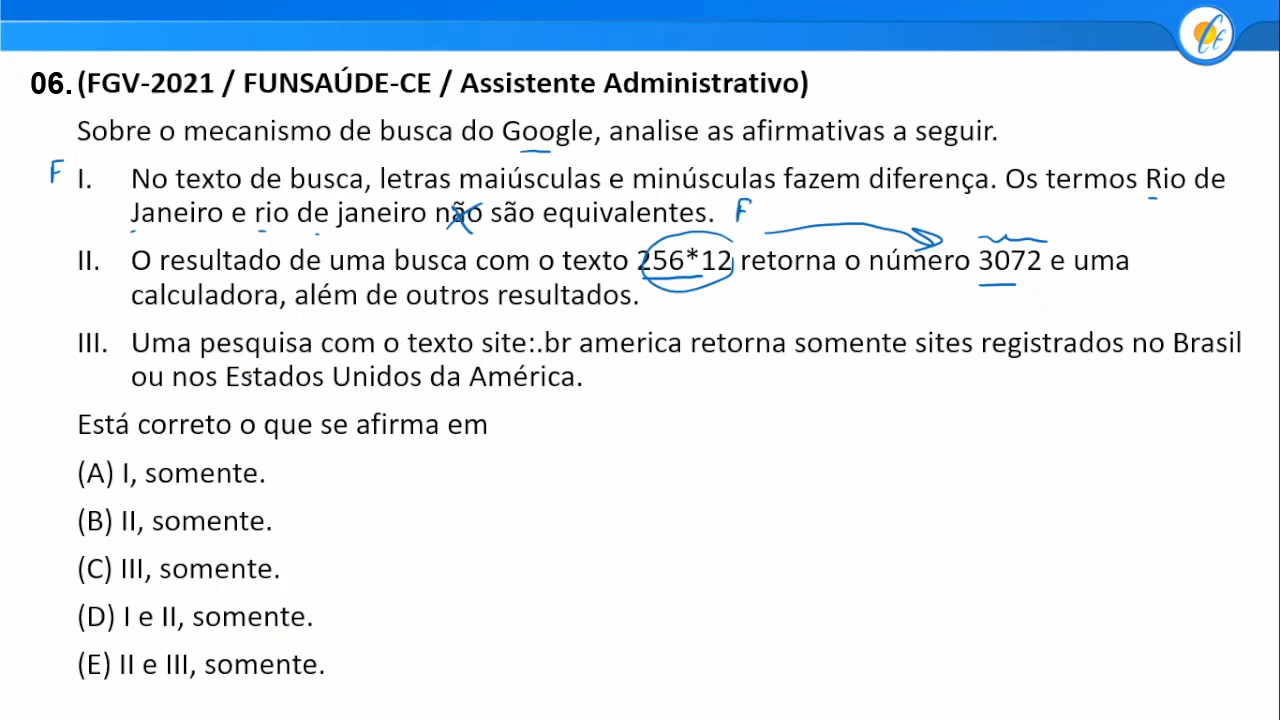 06. (FGV-2021 / FUNSAÚDE-CE / Assistente Administrativo)
Sobre o mecanismo de busca do Google, analise as afirmativas a seguir.
F I. No texto de busca, letras maiúsculas e minúsculas fazem diferença. Os termos Rio de
Janeiro e rio de janeiro não são equivalentes. F
II. O resultado de uma busca com o texto 256*12 retorna o número 3072 e uma
calculadora, além de outros resultados.
III. Uma pesquisa com o texto site:.br america retorna somente sites registrados no Brasil
ou nos Estados Unidos da América.
Está correto o que se afirma em
(A) I, somente.
(B) II, somente.
(C) III, somente.
(D) I e II, somente.
(E) II e III, somente.